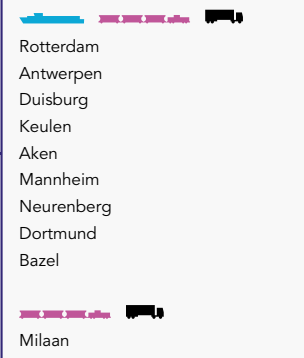 Rotterdam
Antwerpen
Duisburg
Keulen
Aken
Mannheim
Neurenberg
Dortmund
Bazel
Milaan